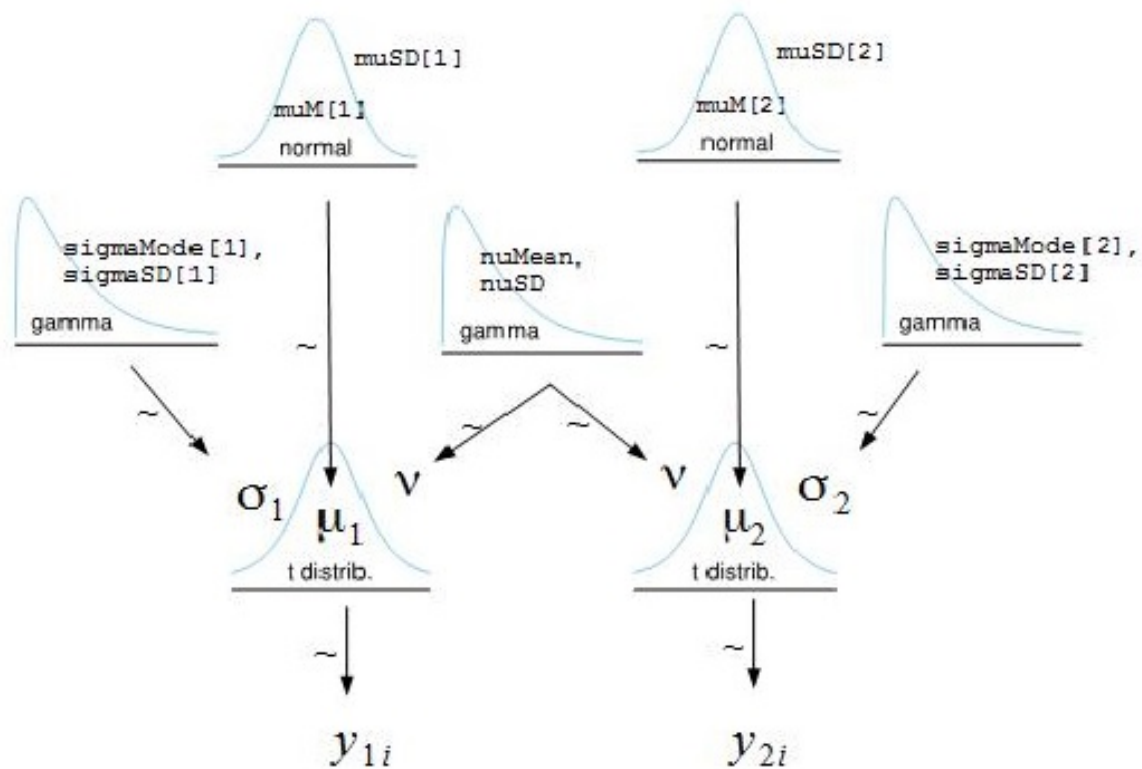 muSD[1]
muM[1]
normal
muSD[2]
muM[2]
normal
sigmaMode[1],
sigmaSD[1]
gamma
nuMean,
nuSD
gamma
sigmaMode[2],
sigmaSD[2]
gamma
~
~
~
~
~
~
σ1
μ1
ν
t distrib.
ν
μ2
σ2
t distrib.
~
~
y1i
y2i